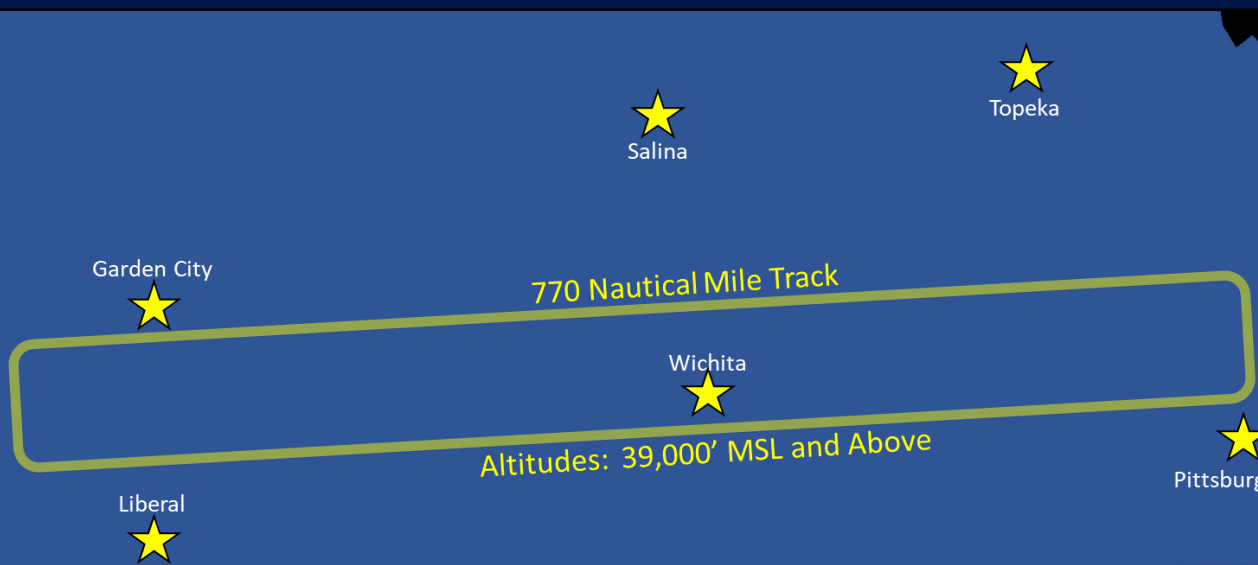 Topeka
Salina
Garden City
770 Nautical Mile Track
Wichita
Altitudes: 39,000' MSL and Above
Pittsburg
Liberal